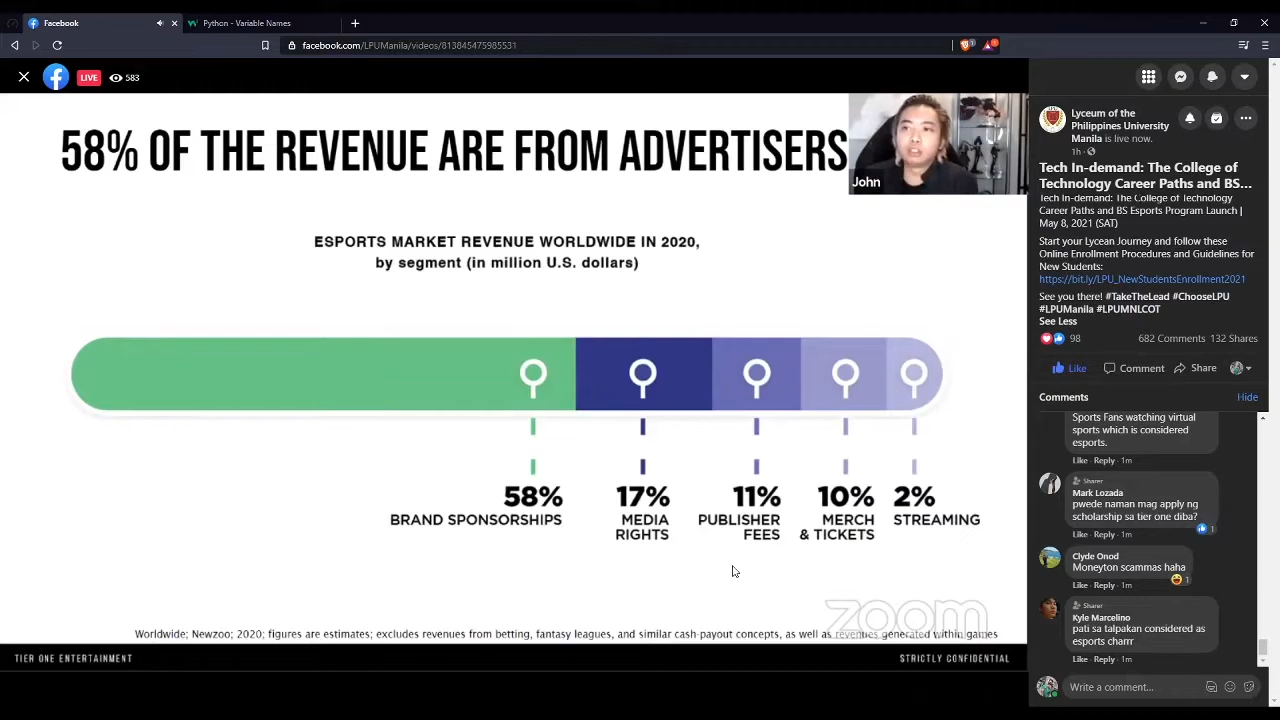 Facebook
Python - Variable Names
facebook.com/LPUManila/videos/813845475985531
LIVE
583
58% OF THE REVENUE ARE FROM ADVERTISERS
John
ESPORTS MARKET REVENUE WORLDWIDE IN 2020,
by segment (in million U.S. dollars)
58%
BRAND SPONSORSHIPS
17%
MEDIA
RIGHTS
11%
PUBLISHER
FEES
10%
MERCH
& TICKETS
2%
STREAMING
zoom
Worldwide; Newzoo; 2020; figures are estimates; excludes revenues from betting, fantasy leagues, and similar cash-payout concepts, as well as revenues generated within games
TIER ONE ENTERTAINMENT
STRICTLY CONFIDENTIAL
Lyceum of the
Philippines University
Manila is live now.
1h
Tech In-demand: The College of
Technology Career Paths and BS...
Tech In-demand: The College of Technology
Career Paths and BS Esports Program Launch |
May 8, 2021 (SAT)
Start your Lycean Journey and follow these
Online Enrollment Procedures and Guidelines for
New Students:
https://bit.ly/LPU_NewStudentsEnrollment2021
See you there! #TakeTheLead #ChooseLPU
#LPUManila #LPUMNLCOT
See Less
98
682 Comments 132 Shares
Like
Comment
Share
Comments
Hide
Sports Fans watching virtual
sports which is considered
esports.
Like · Reply · 1m
Sharer
Mark Lozada
pwede naman mag apply ng
scholarship sa tier one diba?
1
Like · Reply · 1m
Clyde Onod
Moneyton scammas haha
1
Like · Reply · 1m
Sharer
Kyle Marcelino
pati sa talpakan considered as
esports charrr
Like · Reply · 1m
Write a comment...